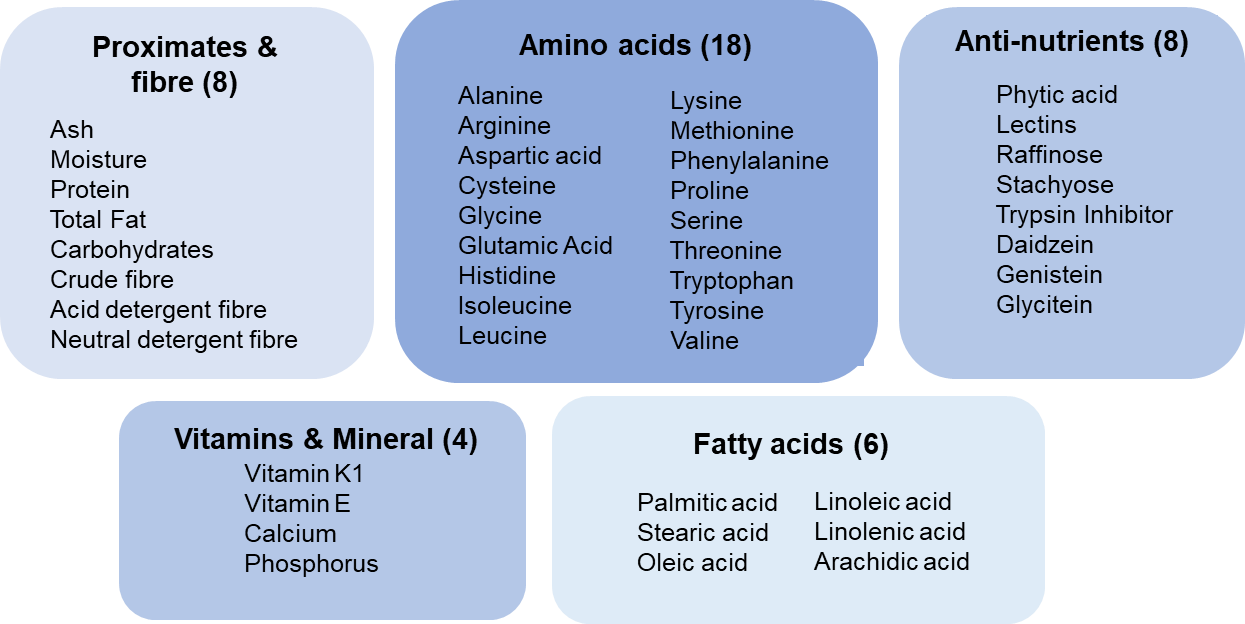 Proximates &
fibre (8)
Ash
Moisture
Protein
Total Fat
Carbohydrates
Crude fibre
Acid detergent fibre
Neutral detergent fibre
Amino acids (18)
Alanine
Arginine
Aspartic acid
Cysteine
Glycine
Glutamic Acid
Histidine
Isoleucine
Leucine
Lysine
Methionine
Phenylalanine
Proline
Serine
Threonine
Tryptophan
Tyrosine
Valine
Anti-nutrients (8)
Phytic acid
Lectins
Raffinose
Stachyose
Trypsin Inhibitor
Daidzein
Genistein
Glycitein
Vitamins & Mineral (4)
Vitamin K1
Vitamin E
Calcium
Phosphorus
Fatty acids (6)
Palmitic acid
Stearic acid
Oleic acid
Linoleic acid
Linolenic acid
Arachidic acid